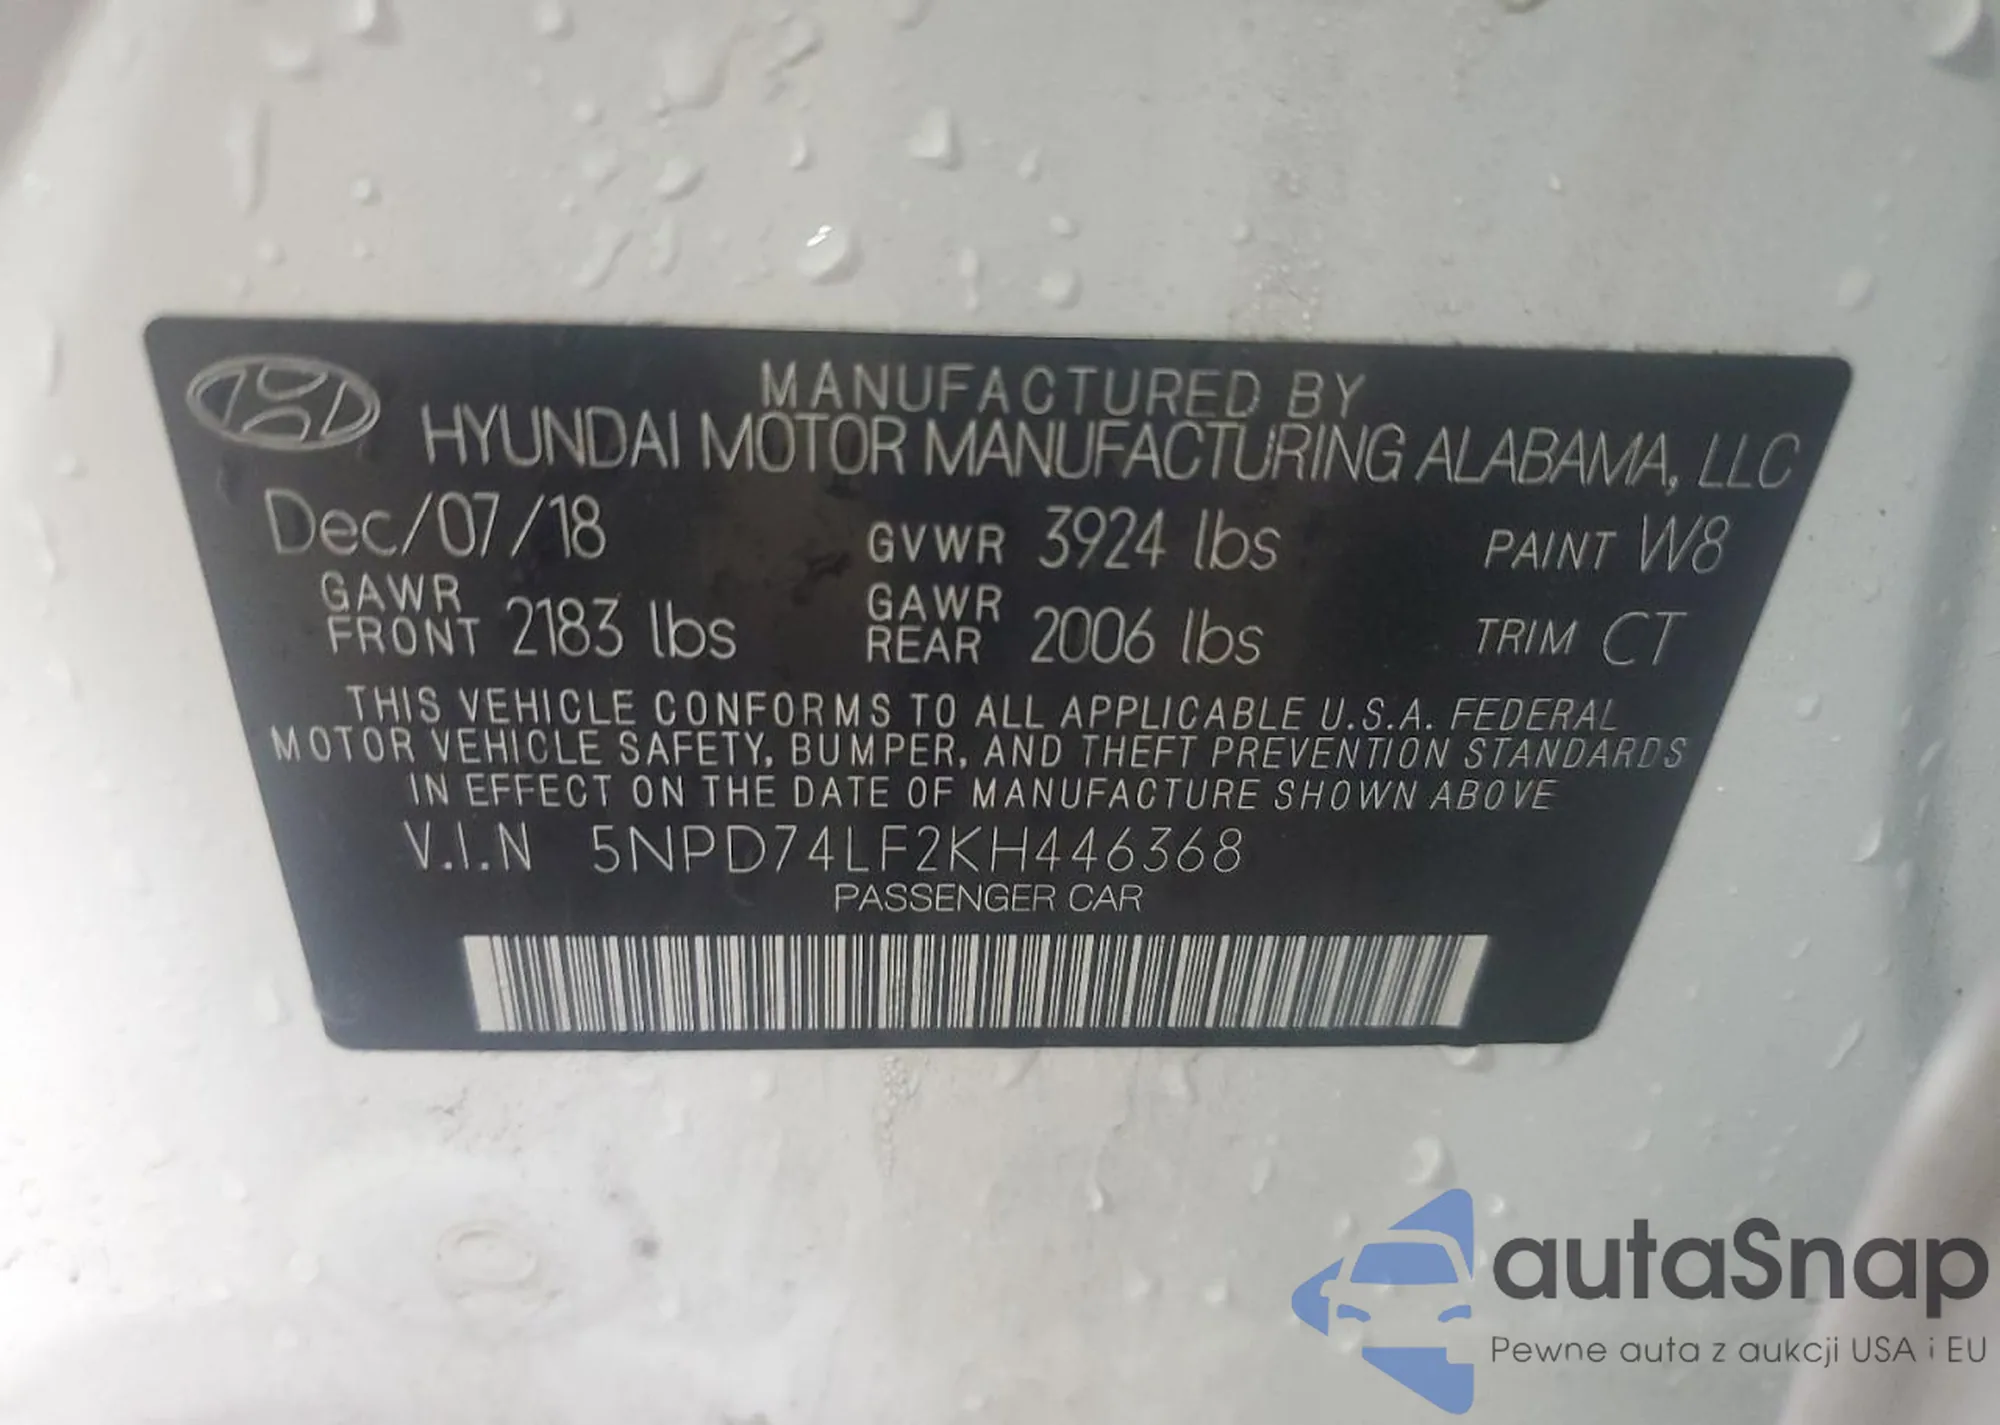 MANUFACTURED BY
HYUNDAI MOTOR MANUFACTURING ALABAMA, LLC
Dec/07/18 GVWR 3924 lbs PAINT W8
GAWR FRONT 2183 lbs GAWR REAR 2006 lbs TRIM CT
THIS VEHICLE CONFORMS TO ALL APPLICABLE U.S.A. FEDERAL
MOTOR VEHICLE SAFETY, BUMPER, AND THEFT PREVENTION STANDARDS
IN EFFECT ON THE DATE OF MANUFACTURE SHOWN ABOVE
V.I.N 5NPD74LF2KH446368
PASSENGER CAR
autaSnap
Pewne auta z aukcji USA i EU